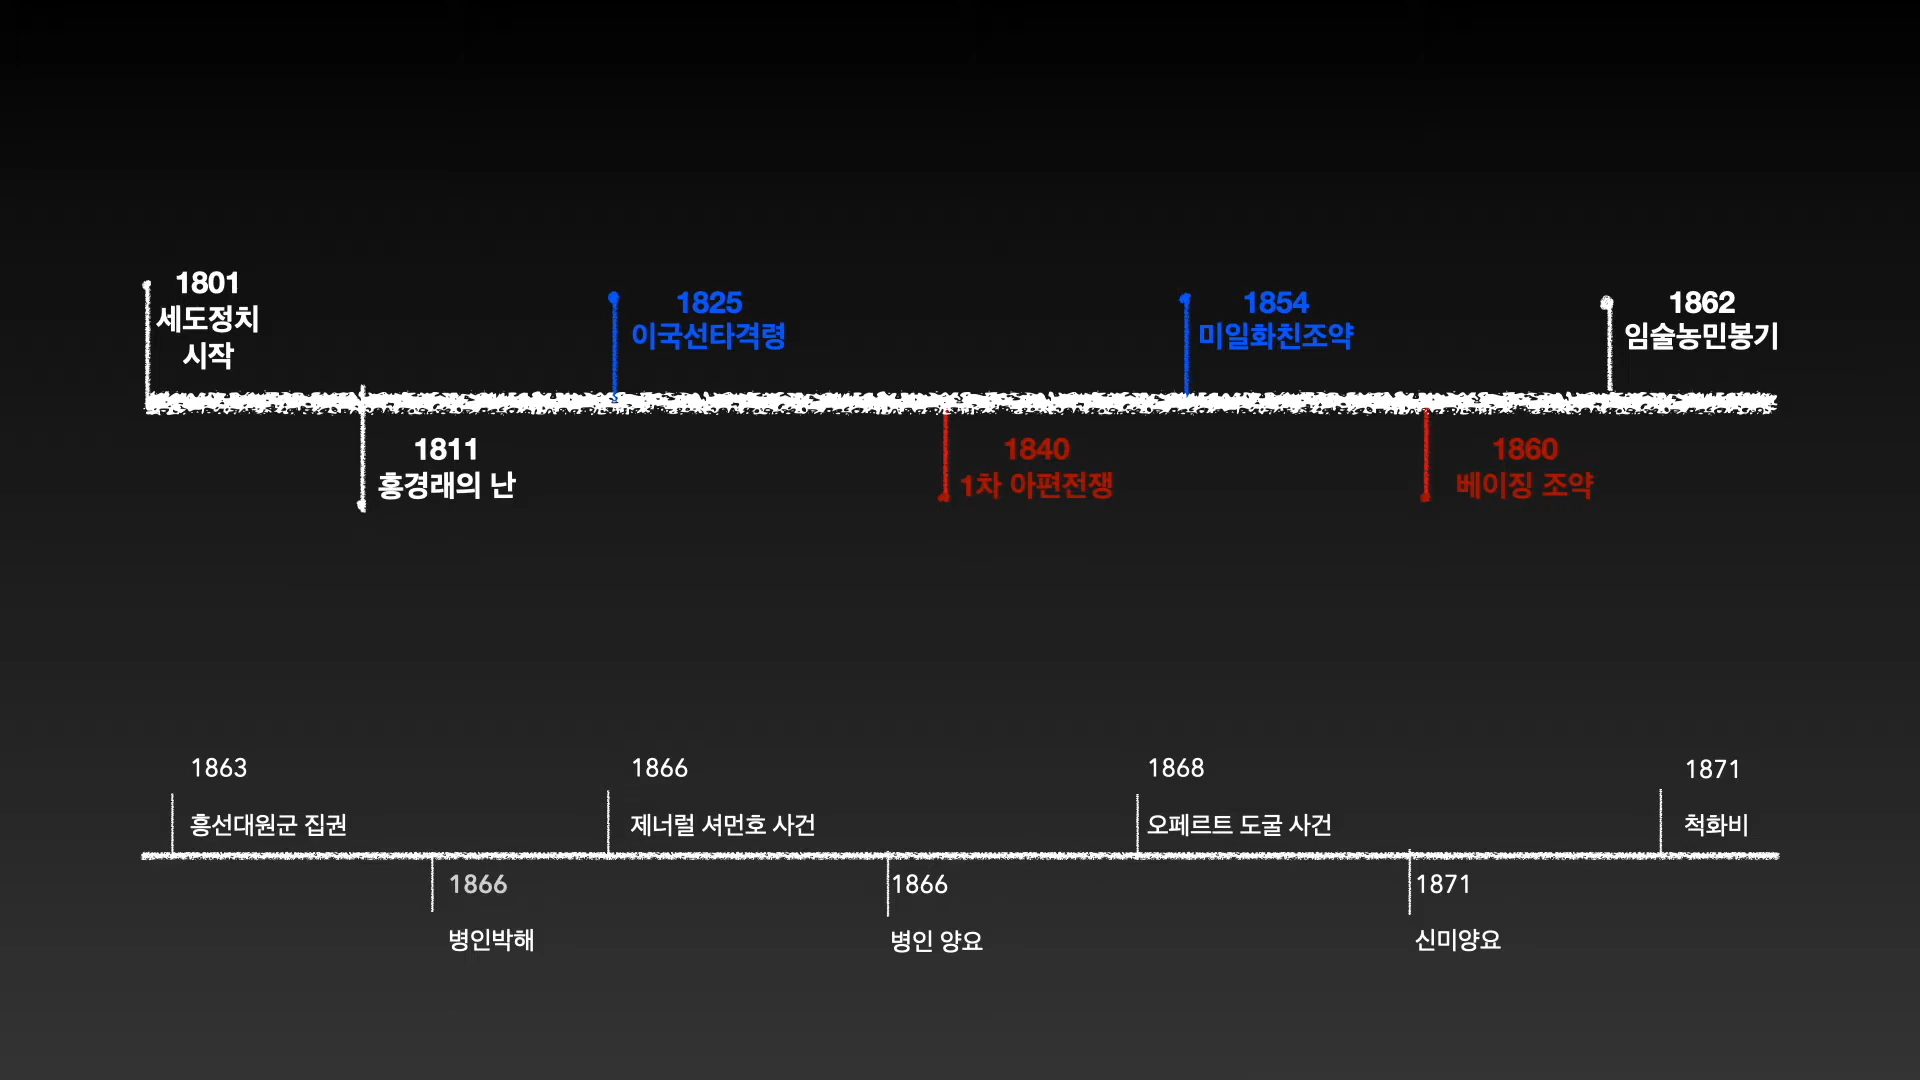 1801
세도정치
시작
1811
홍경래의 난
1825
이국선타격령
1840
1차 아편전쟁
1854
미일화친조약
1860
베이징 조약
1862
임술농민봉기
1863
흥선대원군 집권
1866
병인박해
1866
제너럴 셔먼호 사건
1866
병인 양요
1868
오페르트 도굴 사건
1871
신미양요
1871
척화비